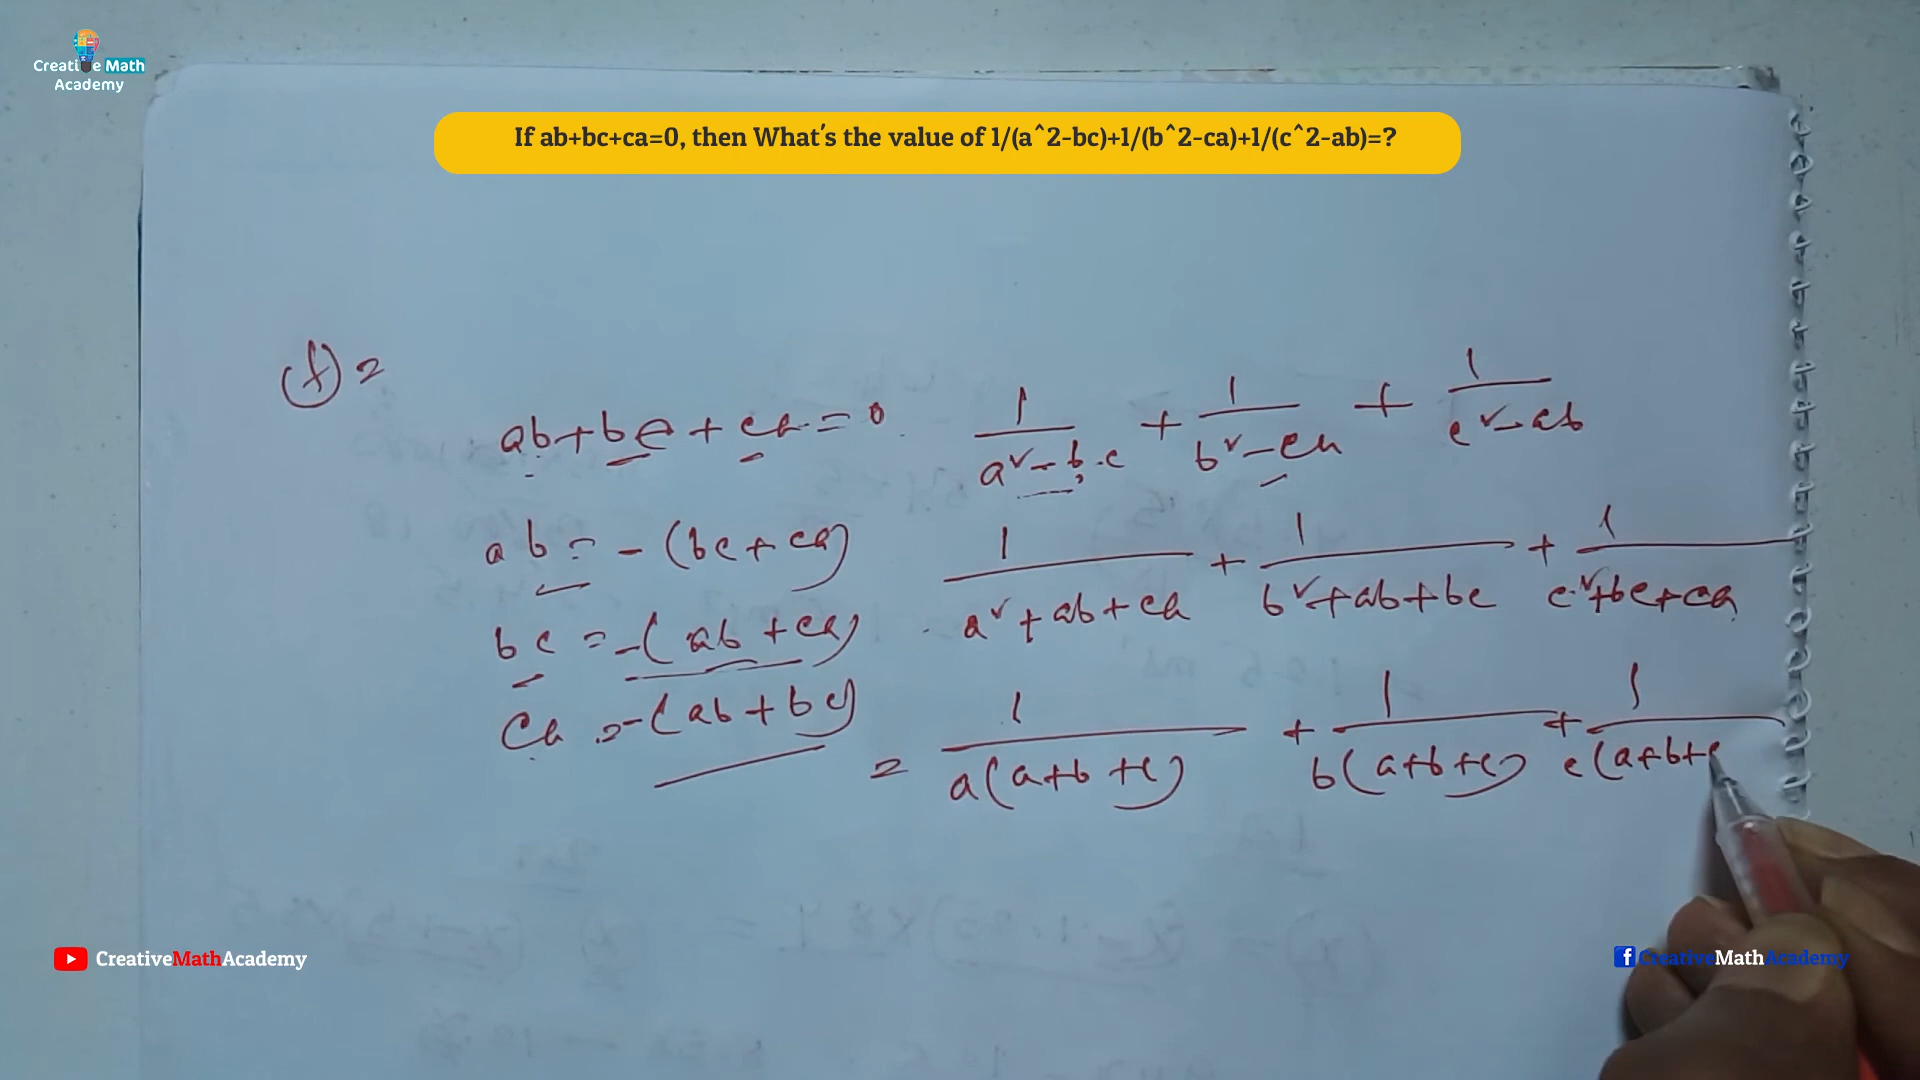 Creative Math
Academy
If ab+bc+ca=0, then What's the value of 1/(a^2-bc)+1/(b^2-ca)+1/(c^2-ab)=?
ab+bc+ca=0 1/(a²-b.c) + 1/(b²-ca) + 1/(c²-ab)
ab = -(bc+ca) 1/(a²+ab+ca) + 1/(b²+ab+bc) + 1/(c²+bc+ca)
bc = -(ab+ca)
ca = -(ab+bc)
= 1/(a(a+b+c)) + 1/(b(a+b+c)) + 1/(c(a+b+c
CreativeMathAcademy
CreativeMathAcademy